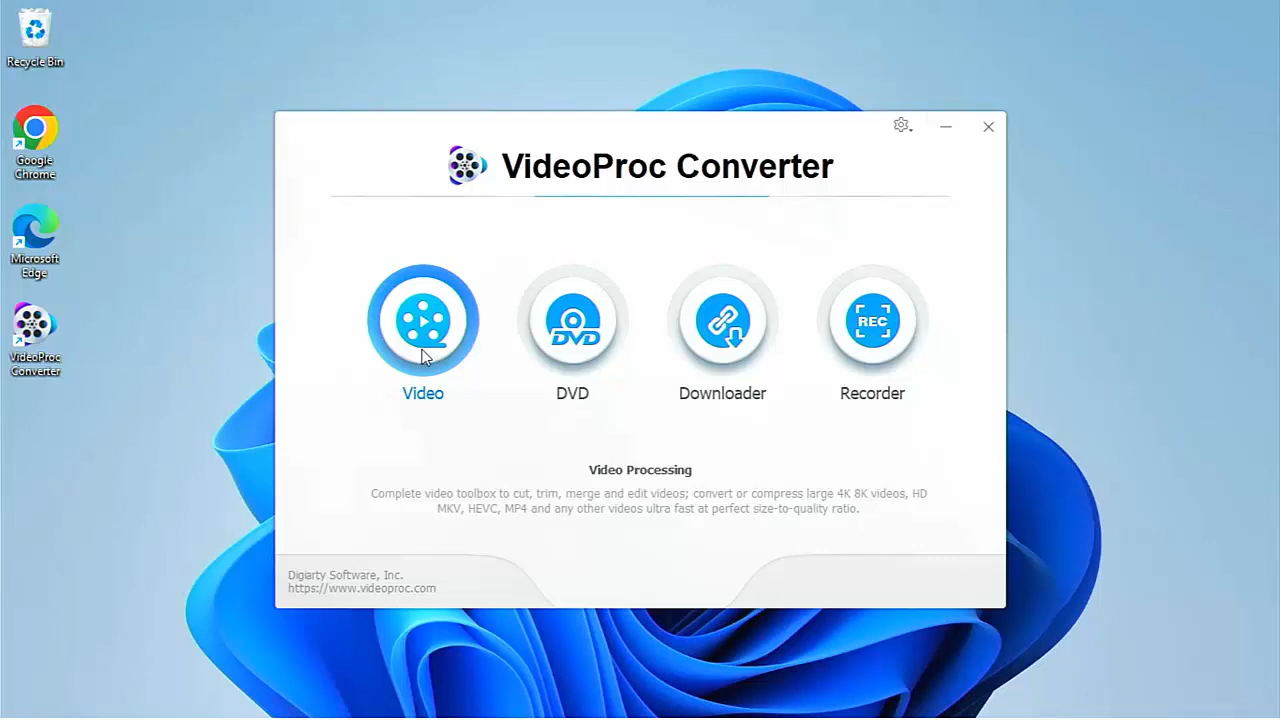 Recycle Bin
Google
Chrome
Microsoft
Edge
VideoProc
Converter
VideoProc Converter
DVD
REC
Video
DVD
Downloader
Recorder
Video Processing
Complete video toolbox to cut, trim, merge and edit videos; convert or compress large 4K 8K videos, HD
MKV, HEVC, MP4 and any other videos ultra fast at perfect size-to-quality ratio.
Digiarty Software, Inc.
https://www.videoproc.com